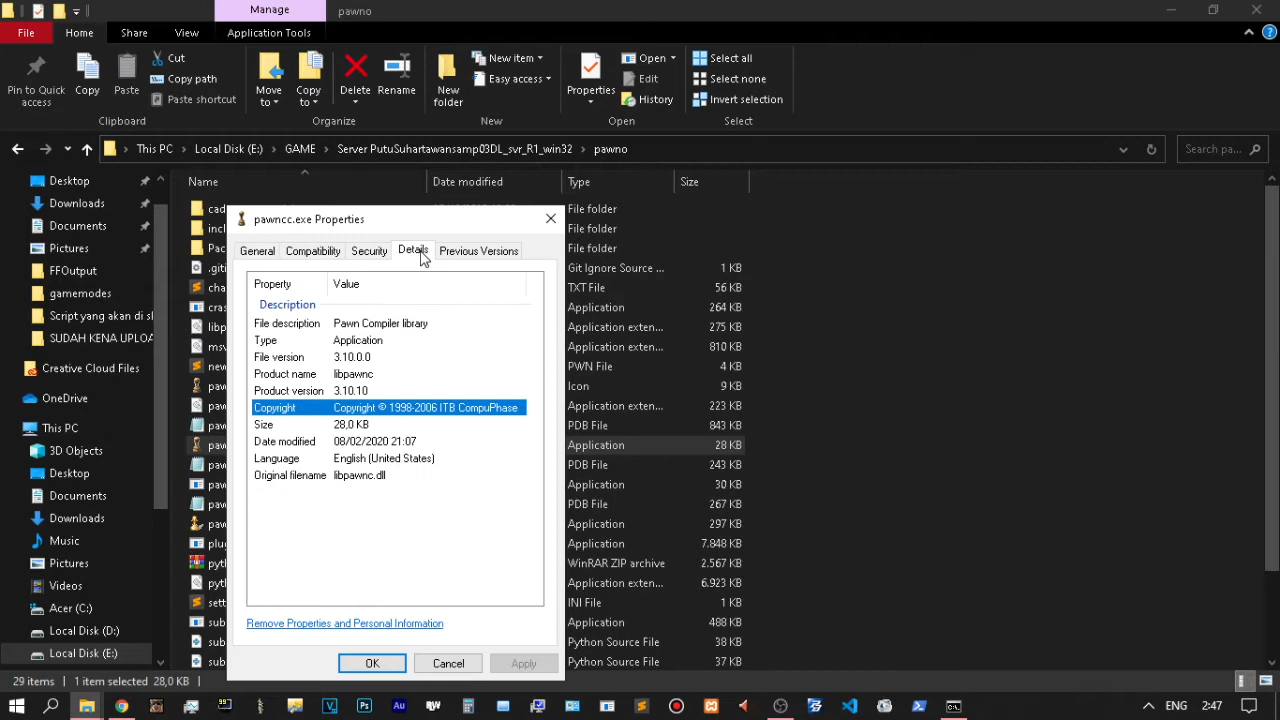 Manage
pawno
File
Home
Share
View
Application Tools
Pin to Quick access
Copy
Paste
Cut
Copy path
Paste shortcut
Clipboard
Move to
Copy to
Delete
Rename
Organize
New folder
New item
Easy access
New
Properties
Open
Edit
History
Open
Select all
Select none
Invert selection
Select
This PC > Local Disk (E:) > GAME > Server PutuSuhartawansamp03DL_svr_R1_win32 > pawno
Search pa...
Desktop
Downloads
Documents
Pictures
FFOutput
gamemodes
Script yang akan di sl
SUDAH KENA UPLOA
Creative Cloud Files
OneDrive
This PC
3D Objects
Desktop
Documents
Downloads
Music
Pictures
Videos
Acer (C:)
Local Disk (D:)
Local Disk (E:)
Name Date modified Type Size
File folder
File folder
File folder
Git Ignore Source ... 1 KB
TXT File 56 KB
Application 264 KB
Application exten... 275 KB
Application exten... 810 KB
PWN File 4 KB
Icon 9 KB
Application exten... 223 KB
PDB File 843 KB
Application 28 KB
PDB File 243 KB
Application 30 KB
PDB File 267 KB
Application 297 KB
Application 7.848 KB
WinRAR ZIP archive 2.567 KB
Application exten... 6.923 KB
INI File 1 KB
Application 488 KB
Python Source File 38 KB
Python Source File 37 KB
pawncc.exe Properties
General Compatibility Security Details Previous Versions
Property Value
Description
File description Pawn Compiler library
Type Application
File version 3.10.0.0
Product name libpawnc
Product version 3.10.10
Copyright Copyright © 1998-2006 ITB CompuPhase
Size 28,0 KB
Date modified 08/02/2020 21:07
Language English (United States)
Original filename libpawnc.dll
Remove Properties and Personal Information
OK Cancel Apply
29 items 1 item selected 28,0 KB
ENG 2:47